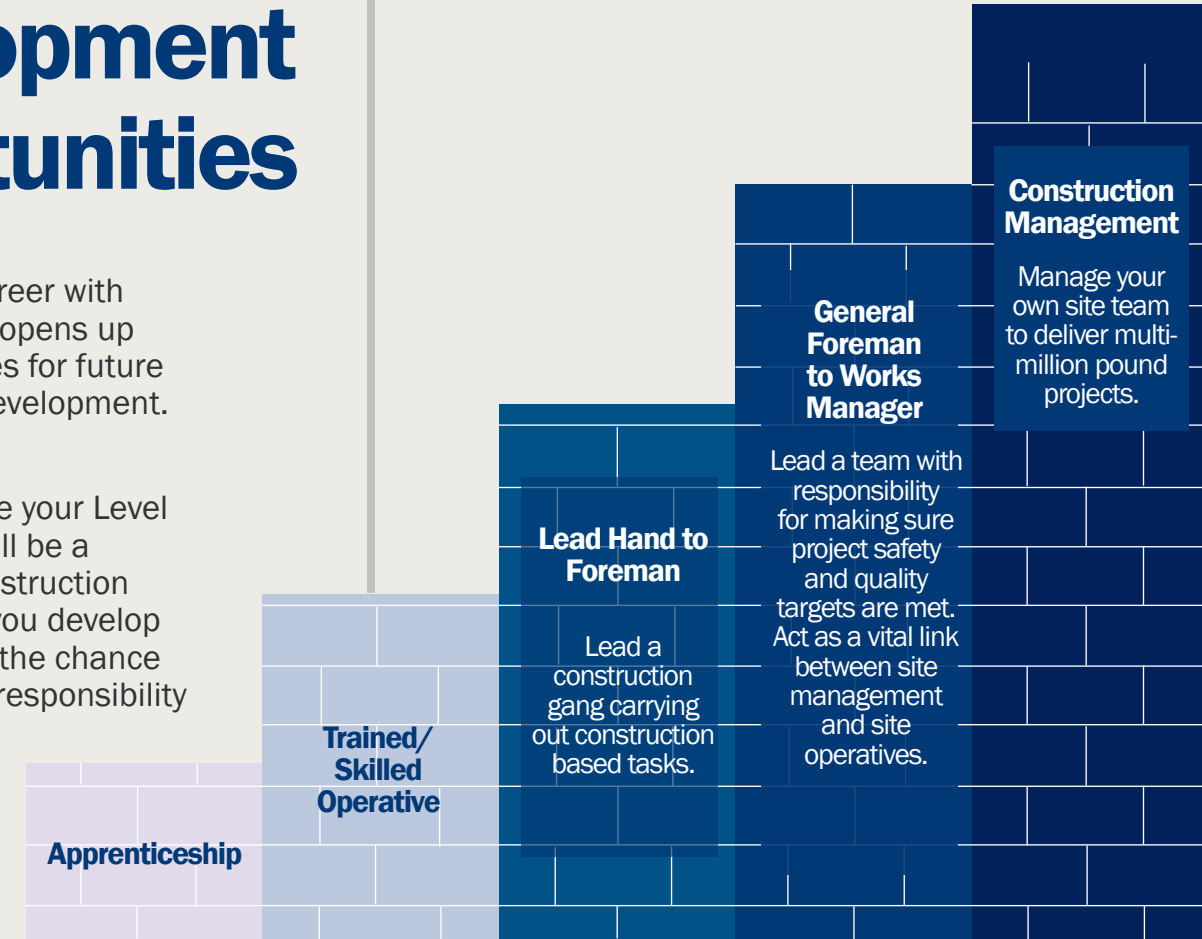 opment
tunities
reer with
opens up
es for future
evelopment.
e your Level
ll be a
struction
you develop
the chance
responsibility
Apprenticeship
Trained/
Skilled
Operative
Lead Hand to
Foreman
Lead a
construction
gang carrying
out construction
based tasks.
General
Foreman
to Works
Manager
Lead a team with
responsibility
for making sure
project safety
and quality
targets are met.
Act as a vital link
between site
management
and site
operatives.
Construction
Management
Manage your
own site team
to deliver multi-
million pound
projects.